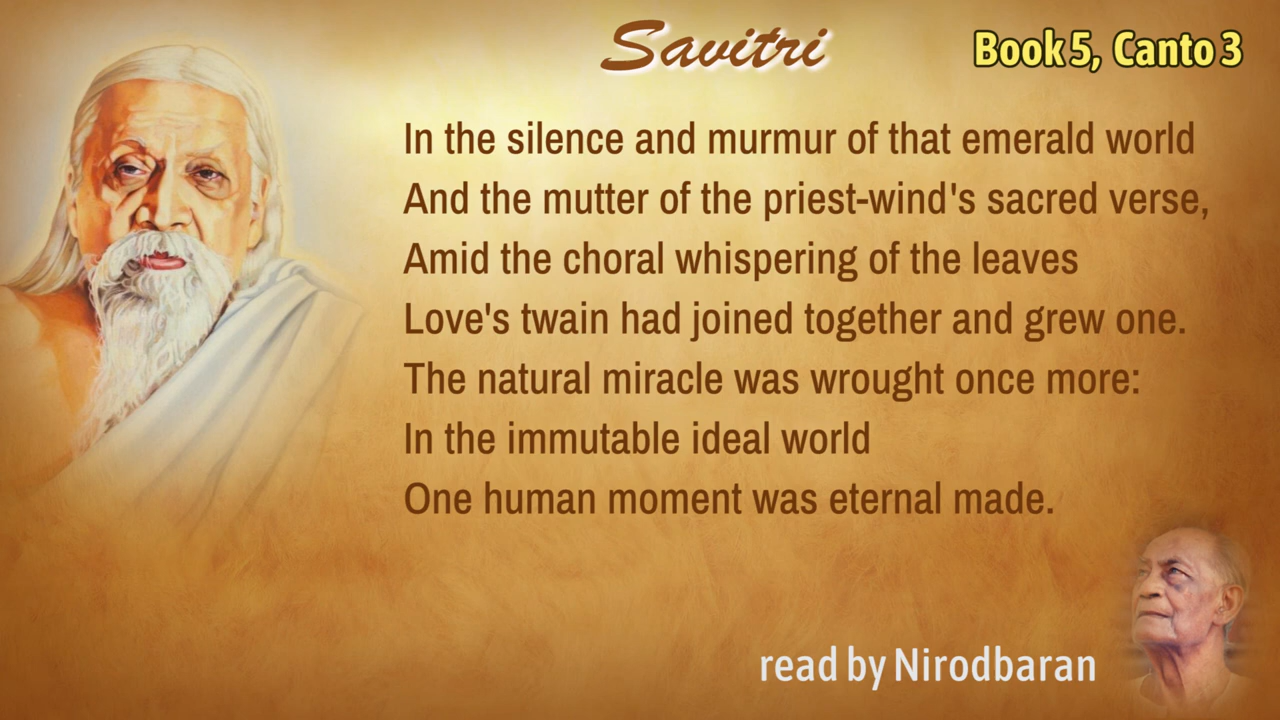 Savitri
Book 5, Canto 3
In the silence and murmur of that emerald world
And the mutter of the priest-wind's sacred verse,
Amid the choral whispering of the leaves
Love's twain had joined together and grew one.
The natural miracle was wrought once more:
In the immutable ideal world
One human moment was eternal made.
read by Nirodbaran